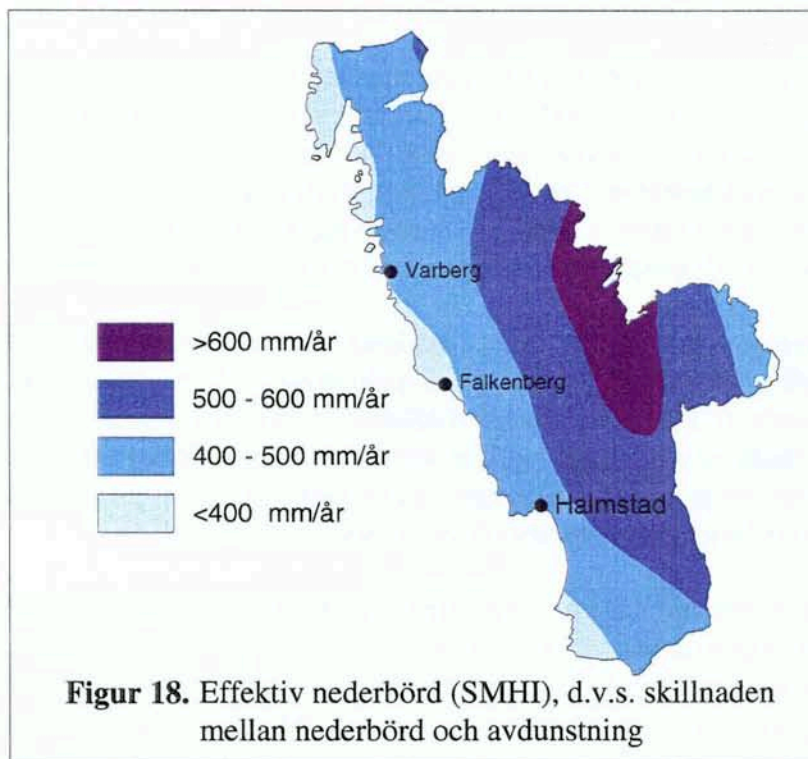 Varberg
Falkenberg
Halmstad
>600 mm/år
500 - 600 mm/år
400 - 500 mm/år
<400 mm/år
Figur 18. Effektiv nederbörd (SMHI), d.v.s. skillnaden
mellan nederbörd och avdunstning